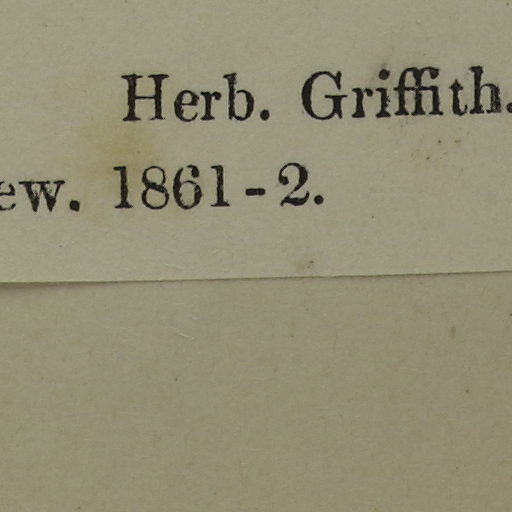 Herb. Griffith.
ew. 1861-2.